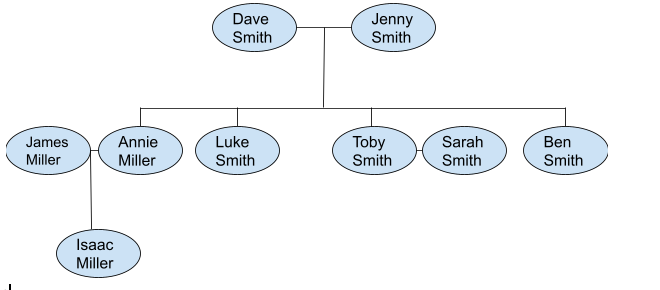 Dave
Smith
Jenny
Smith
James
Miller
Annie
Miller
Luke
Smith
Toby
Smith
Sarah
Smith
Ben
Smith
Isaac
Miller